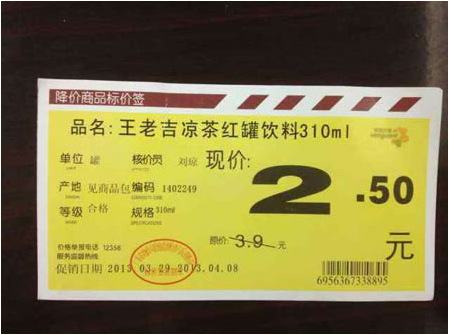 降价商品标价签
品名: 王老吉凉茶红罐饮料310ml
单位 罐 核价员 刘琼 现价:
2.50
产地 见商品包 编码 1402249
等级 合格 规格 310ml
原价: 3.9 元 元
价格举报电话 12358
服务监督热线
促销日期 2013.03.29-2013.04.08
6956367338895